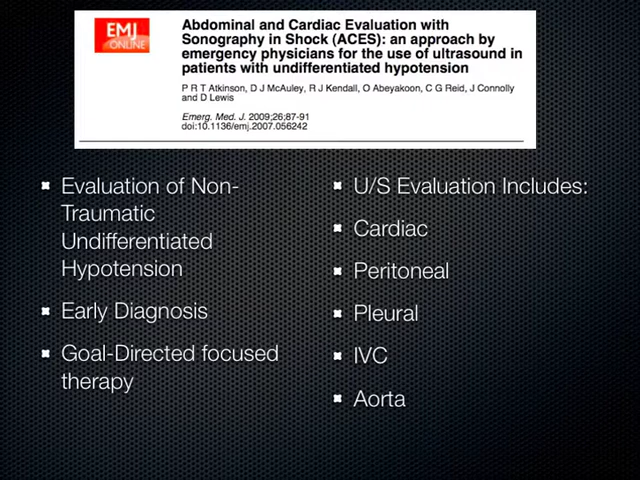 EMJ
ONLINE
Abdominal and Cardiac Evaluation with
Sonography in Shock (ACES): an approach by
emergency physicians for the use of ultrasound in
patients with undifferentiated hypotension
P R T Atkinson, D J McAuley, R J Kendall, O Abeyakoon, C G Reid, J Connolly
and D Lewis
Emerg. Med. J. 2009;26;87-91
doi:10.1136/emj.2007.056242
Evaluation of Non-
Traumatic
Undifferentiated
Hypotension
Early Diagnosis
Goal-Directed focused
therapy
U/S Evaluation Includes:
Cardiac
Peritoneal
Pleural
IVC
Aorta